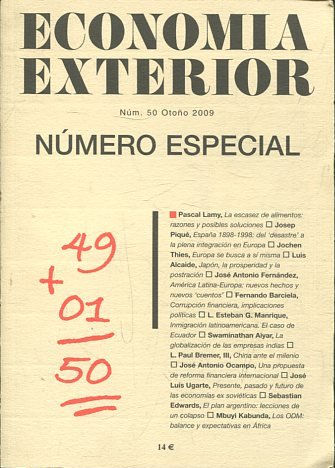 ECONOMIA
EXTERIOR
Núm. 50 Otoño 2009
NÚMERO ESPECIAL
49
+
01
50
Pascal Lamy, La escasez de alimentos:
razones y posibles soluciones □ Josep
Piqué, España 1898-1998: del 'desastre' a
la plena integración en Europa □ Jochen
Thies, Europa se busca a sí misma □ Luis
Alcaide, Japón, la prosperidad y la
postración □ José Antonio Fernández,
América Latina-Europa: nuevos hechos y
nuevos 'cuentos' □ Fernando Barciela,
Corrupción financiera, implicaciones
políticas □ L. Esteban G. Manrique,
Inmigración latinoamericana. El caso de
Ecuador □ Swaminathan Aiyar, La
globalización de las empresas indias □
L. Paul Bremer, III, China ante el milenio
□ José Antonio Ocampo, Una propuesta
de reforma financiera internacional □ José
Luis Ugarte, Presente, pasado y futuro de
las economías ex soviéticas □ Sebastian
Edwards, El plan argentino: lecciones de
un colapso □ Mbuyi Kabunda, Los ODM:
balance y expectativas en África
14 €